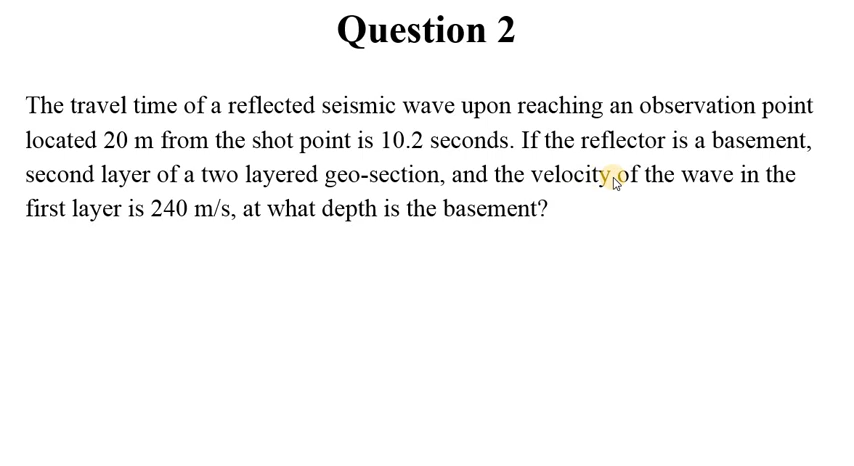 Question 2
The travel time of a reflected seismic wave upon reaching an observation point
located 20 m from the shot point is 10.2 seconds. If the reflector is a basement,
second layer of a two layered geo-section, and the velocity of the wave in the
first layer is 240 m/s, at what depth is the basement?